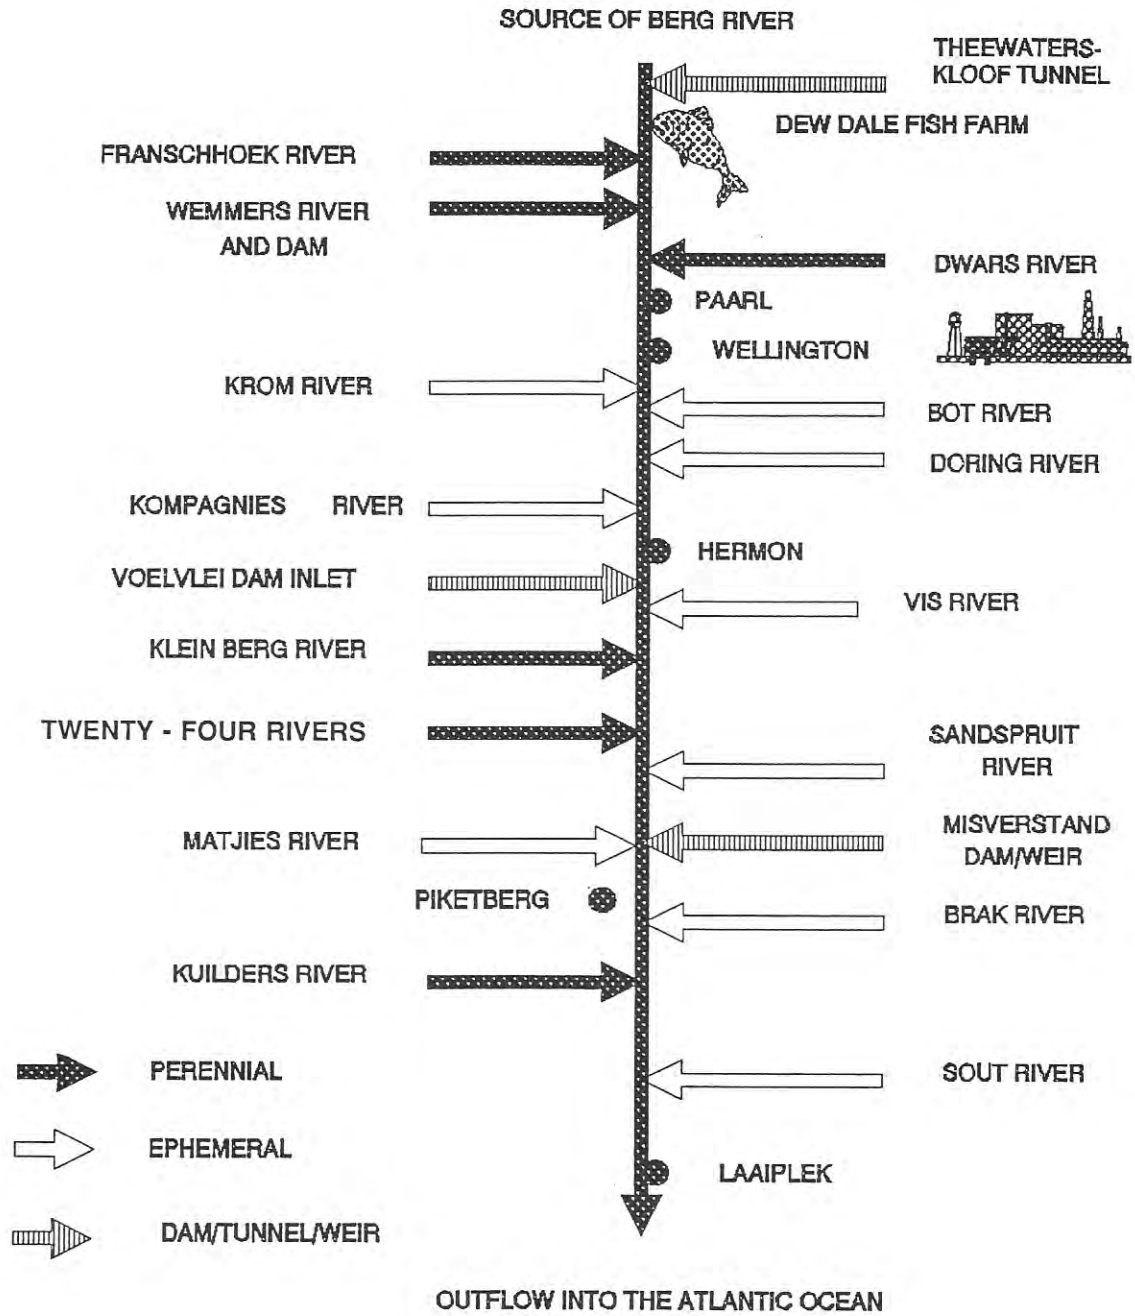 SOURCE OF BERG RIVER
THEEWATERS-
KLOOF TUNNEL
DEW DALE FISH FARM
FRANSCHHOEK RIVER
WEMMERS RIVER
AND DAM
DWARS RIVER
PAARL
WELLINGTON
KROM RIVER
BOT RIVER
DORING RIVER
KOMPAGNIES RIVER
HERMON
VOELVLEI DAM INLET
VIS RIVER
KLEIN BERG RIVER
TWENTY - FOUR RIVERS
SANDSPRUIT
RIVER
MATJIES RIVER
MISVERSTAND
DAM/WEIR
PIKETBERG
BRAK RIVER
KUILDERS RIVER
PERENNIAL
SOUT RIVER
EPHEMERAL
LAAIPLEK
DAM/TUNNEL/WEIR
OUTFLOW INTO THE ATLANTIC OCEAN